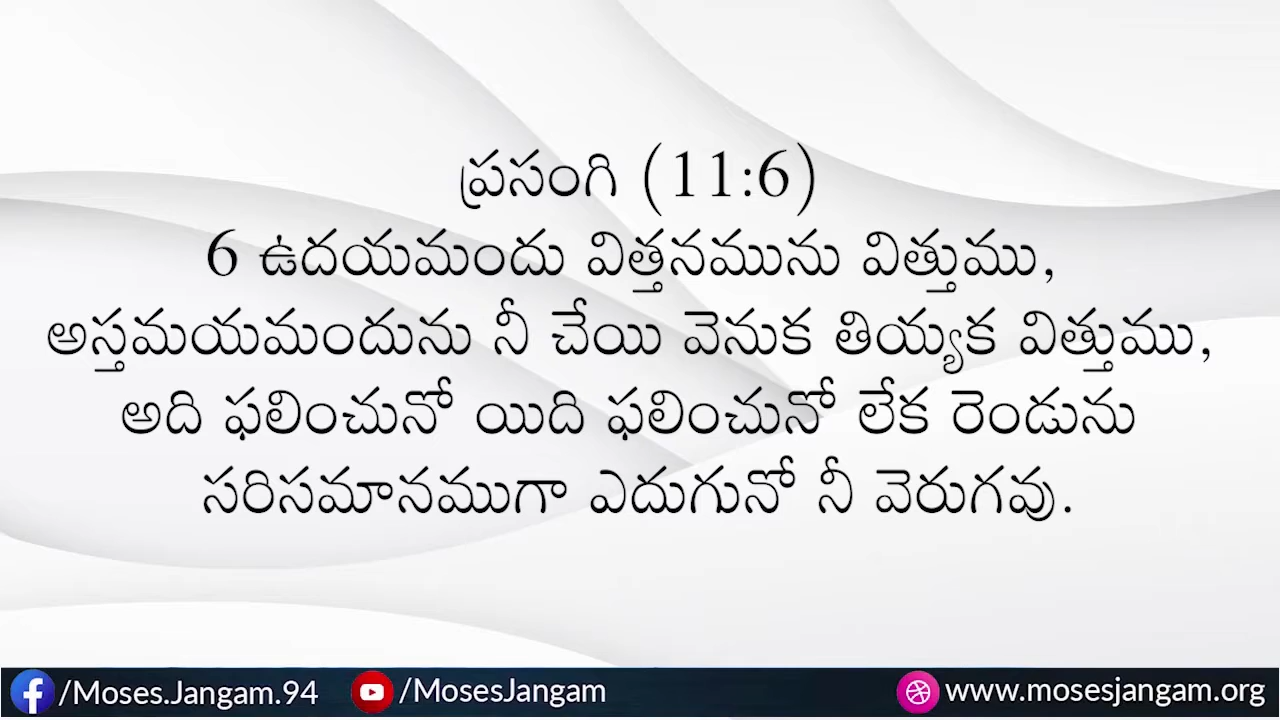 ప్రసంగి (11:6)
6 ఉదయమందు విత్తనమును విత్తుము,
అస్తమయమందును నీ చేయి వెనుక తియ్యక విత్తుము,
అది ఫలించునో యిది ఫలించునో లేక రెండును
సరిసమానముగా ఎదుగునో నీ వెరుగవు.
/Moses.Jangam.94 /MosesJangam www.mosesjangam.org